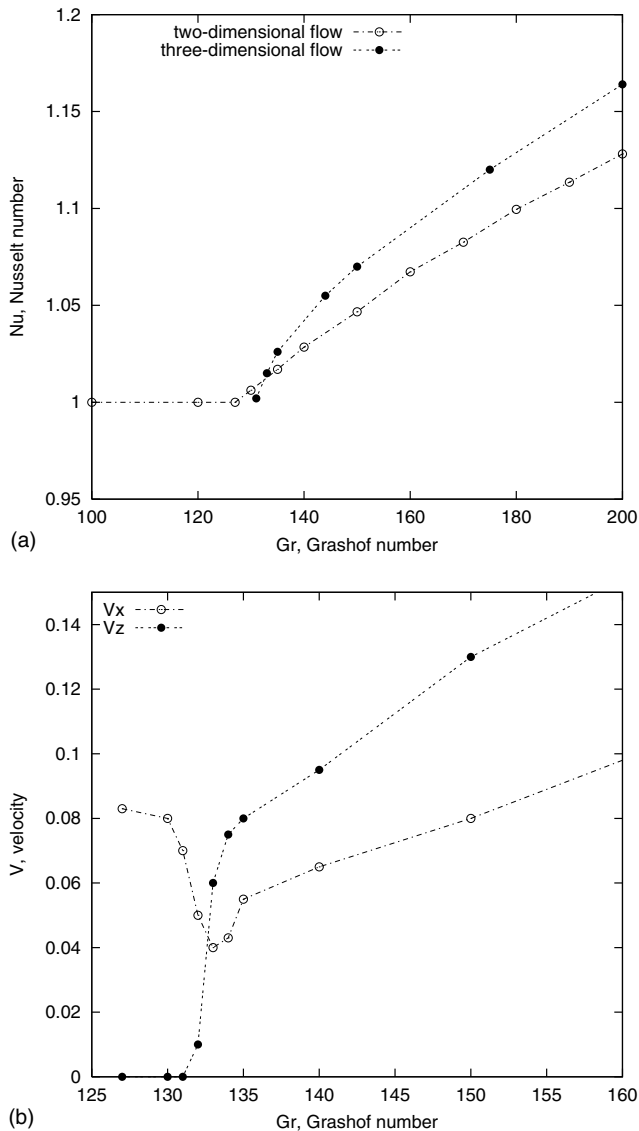 1.2
two-dimensional flow
three-dimensional flow
1.15
1.1
1.05
1
0.95
Nu, Nusselt number
100 120 140 160 180 200
(a)
Gr, Grashof number
Vx
Vz
0.14
0.12
0.1
0.08
0.06
0.04
0.02
0
V, velocity
125 130 135 140 145 150 155 160
(b)
Gr, Grashof number